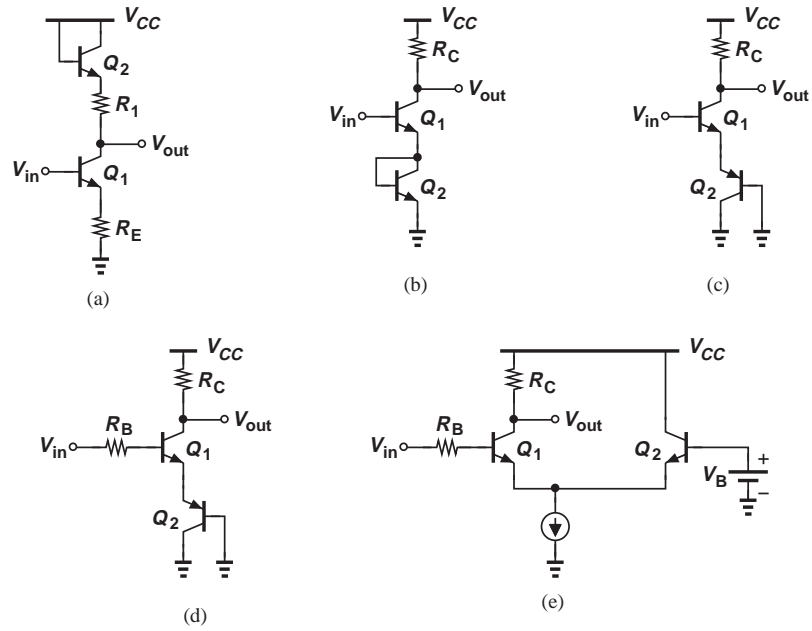 V_CC
Q_2
R_1
V_out
V_in
Q_1
R_E
(a)
V_CC
R_C
V_out
V_in
Q_1
Q_2
(b)
V_CC
R_C
V_out
V_in
Q_1
Q_2
(c)
V_CC
R_C
R_B
V_out
V_in
Q_1
Q_2
(d)
V_CC
R_C
R_B
V_out
V_in
Q_1
Q_2
V_B
+
−
(e)